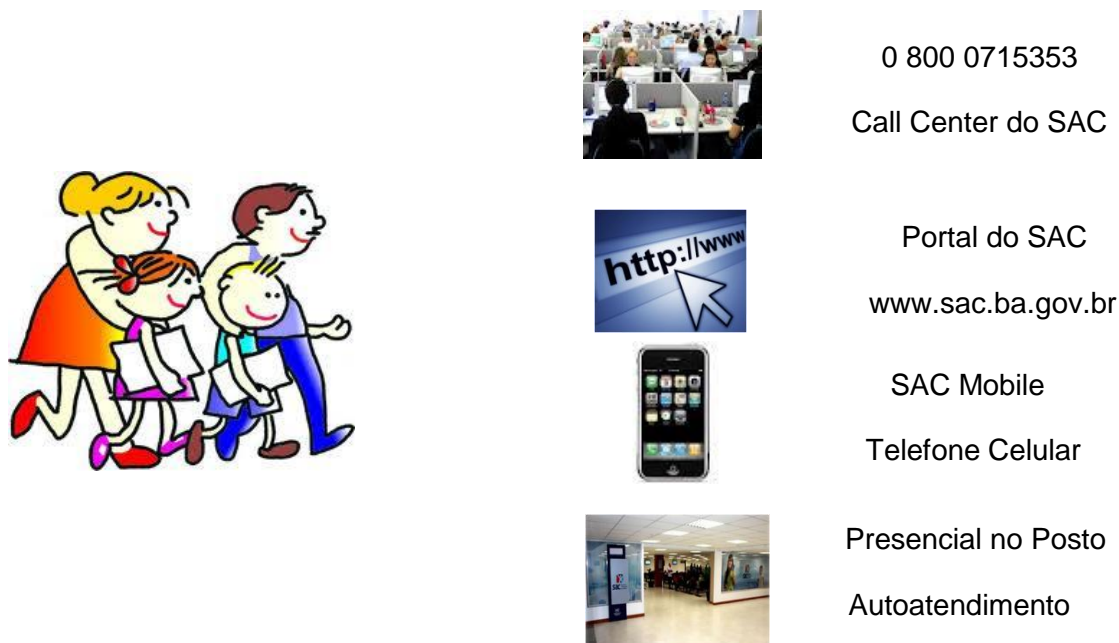 0 800 0715353
Call Center do SAC
http://www
Portal do SAC
www.sac.ba.gov.br
SAC Mobile
Telefone Celular
SAC
Presencial no Posto
Autoatendimento